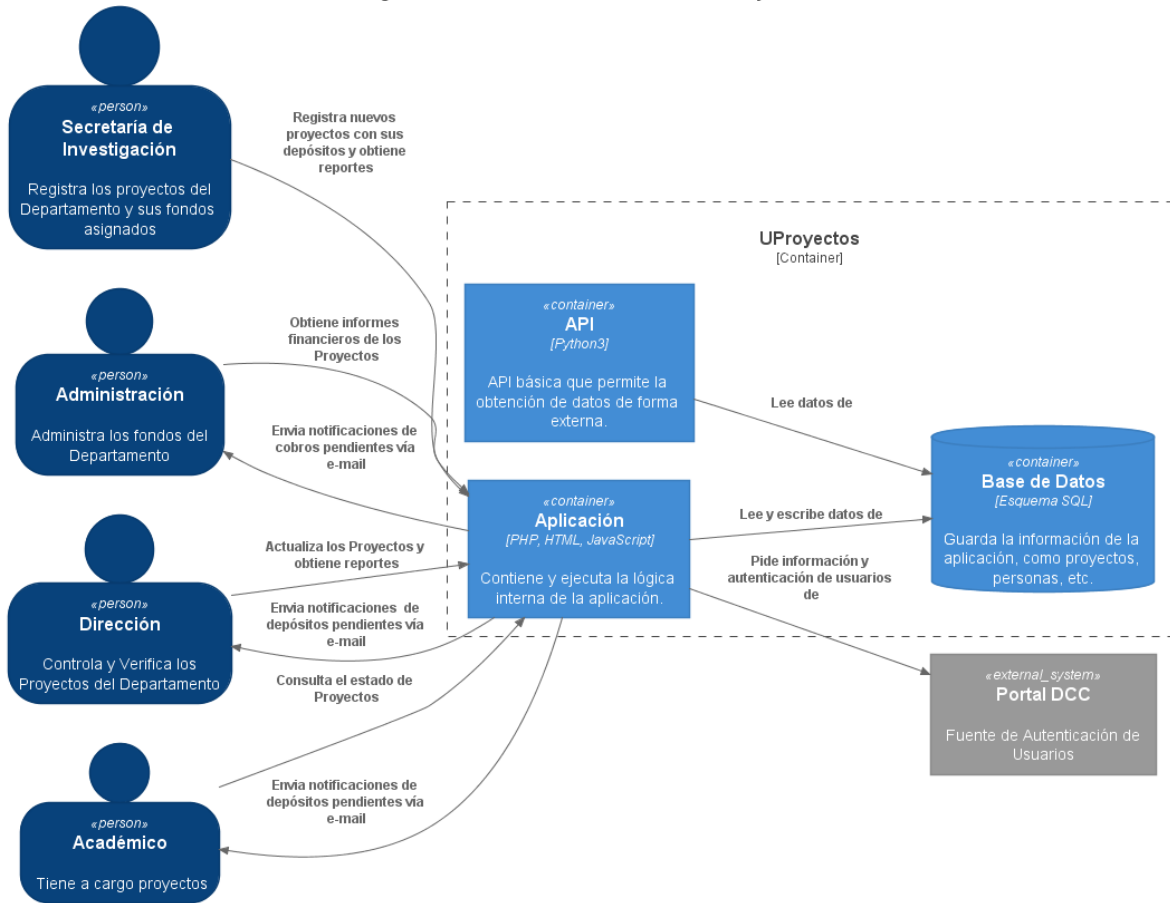 «person»
Secretaría de
Investigación
Registra los proyectos del
Departamento y sus fondos
asignados
Registra nuevos
proyectos con sus
depósitos y obtiene
reportes
UProyectos
[Container]
«container»
API
[Python3]
API básica que permite la
obtención de datos de forma
externa.
«person»
Administración
Administra los fondos del
Departamento
Obtiene informes
financieros de los
Proyectos
Envia notificaciones de
cobros pendientes vía
e-mail
Lee datos de
«container»
Base de Datos
[Esquema SQL]
Guarda la información de la
aplicación, como proyectos,
personas, etc.
«container»
Aplicación
[PHP, HTML, JavaScript]
Contiene y ejecuta la lógica
interna de la aplicación.
Lee y escribe datos de
Pide información y
autenticación de usuarios
de
«person»
Dirección
Controla y Verifica los
Proyectos del Departamento
Actualiza los Proyectos y
obtiene reportes
Envia notificaciones de
depósitos pendientes vía
e-mail
Consulta el estado de
Proyectos
«external_system»
Portal DCC
Fuente de Autenticación de
Usuarios
«person»
Académico
Tiene a cargo proyectos
Envia notificaciones de
depósitos pendientes vía
e-mail